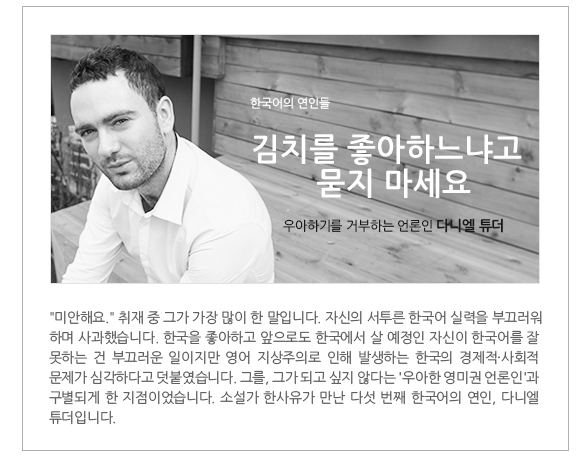 한국어의 연인들
김치를 좋아하느냐고
묻지 마세요
우아하기를 거부하는 언론인 다니엘 튜더
"미안해요." 취재 중 그가 가장 많이 한 말입니다. 자신의 서투른 한국어 실력을 부끄러워
하며 사과했습니다. 한국을 좋아하고 앞으로도 한국에서 살 예정인 자신이 한국어를 잘
못하는 건 부끄러운 일이지만 영어 지상주의로 인해 발생하는 한국의 경제적·사회적
문제가 심각하다고 덧붙였습니다. 그를, 그가 되고 싶지 않다는 '우아한 영미권 언론인'과
구별되게 한 지점이었습니다. 소설가 한사유가 만난 다섯 번째 한국어의 연인, 다니엘
튜더입니다.